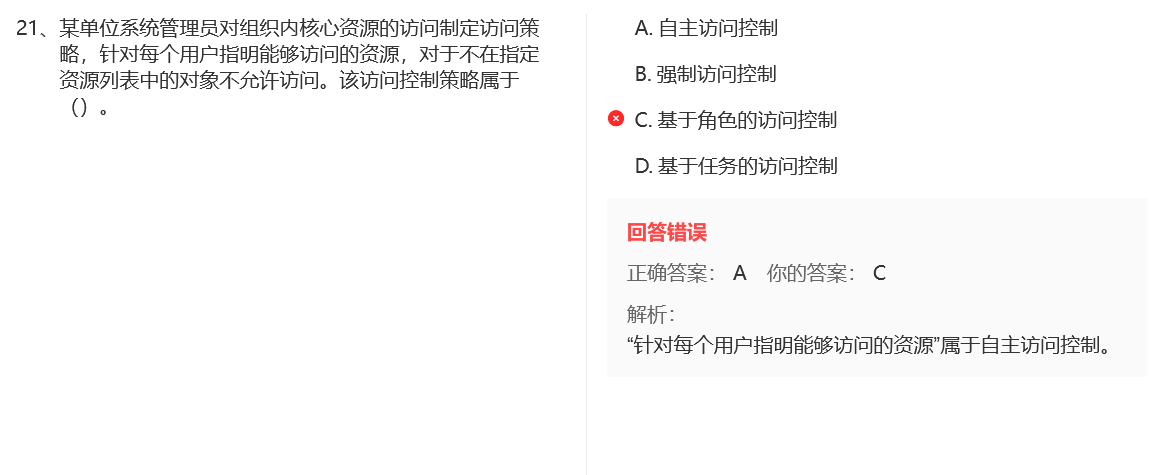 21、某单位系统管理员对组织内核心资源的访问制定访问策
略，针对每个用户指明能够访问的资源，对于不在指定
资源列表中的对象不允许访问。该访问控制策略属于
（）。
A. 自主访问控制
B. 强制访问控制
C. 基于角色的访问控制
D. 基于任务的访问控制
回答错误
正确答案： A 你的答案： C
解析：
“针对每个用户指明能够访问的资源”属于自主访问控制。